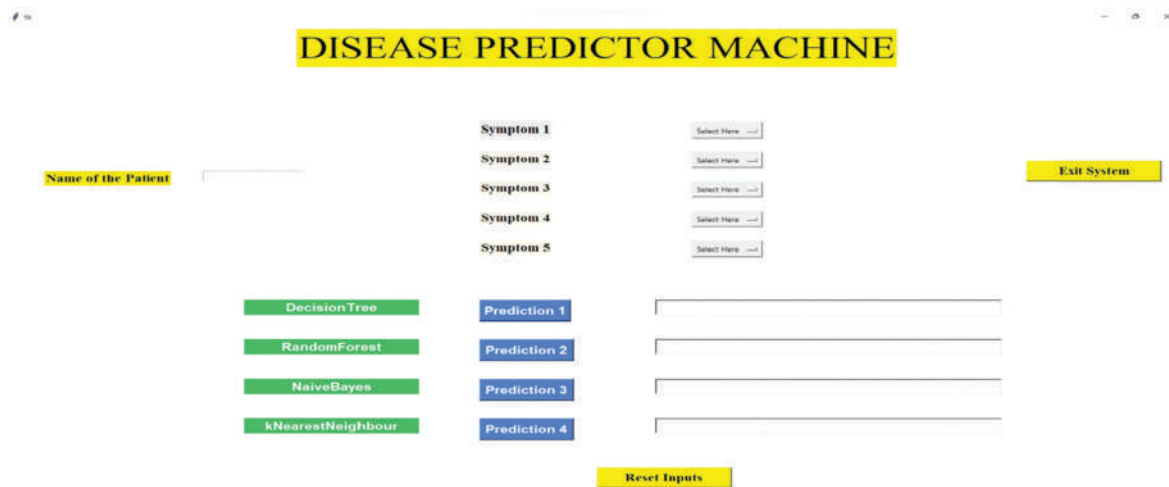 tk
DISEASE PREDICTOR MACHINE
Symptom 1 Select Here
Symptom 2 Select Here
Name of the Patient Exit System
Symptom 3 Select Here
Symptom 4 Select Here
Symptom 5 Select Here
DecisionTree Prediction 1
RandomForest Prediction 2
NaiveBayes Prediction 3
kNearestNeighbour Prediction 4
Reset Inputs